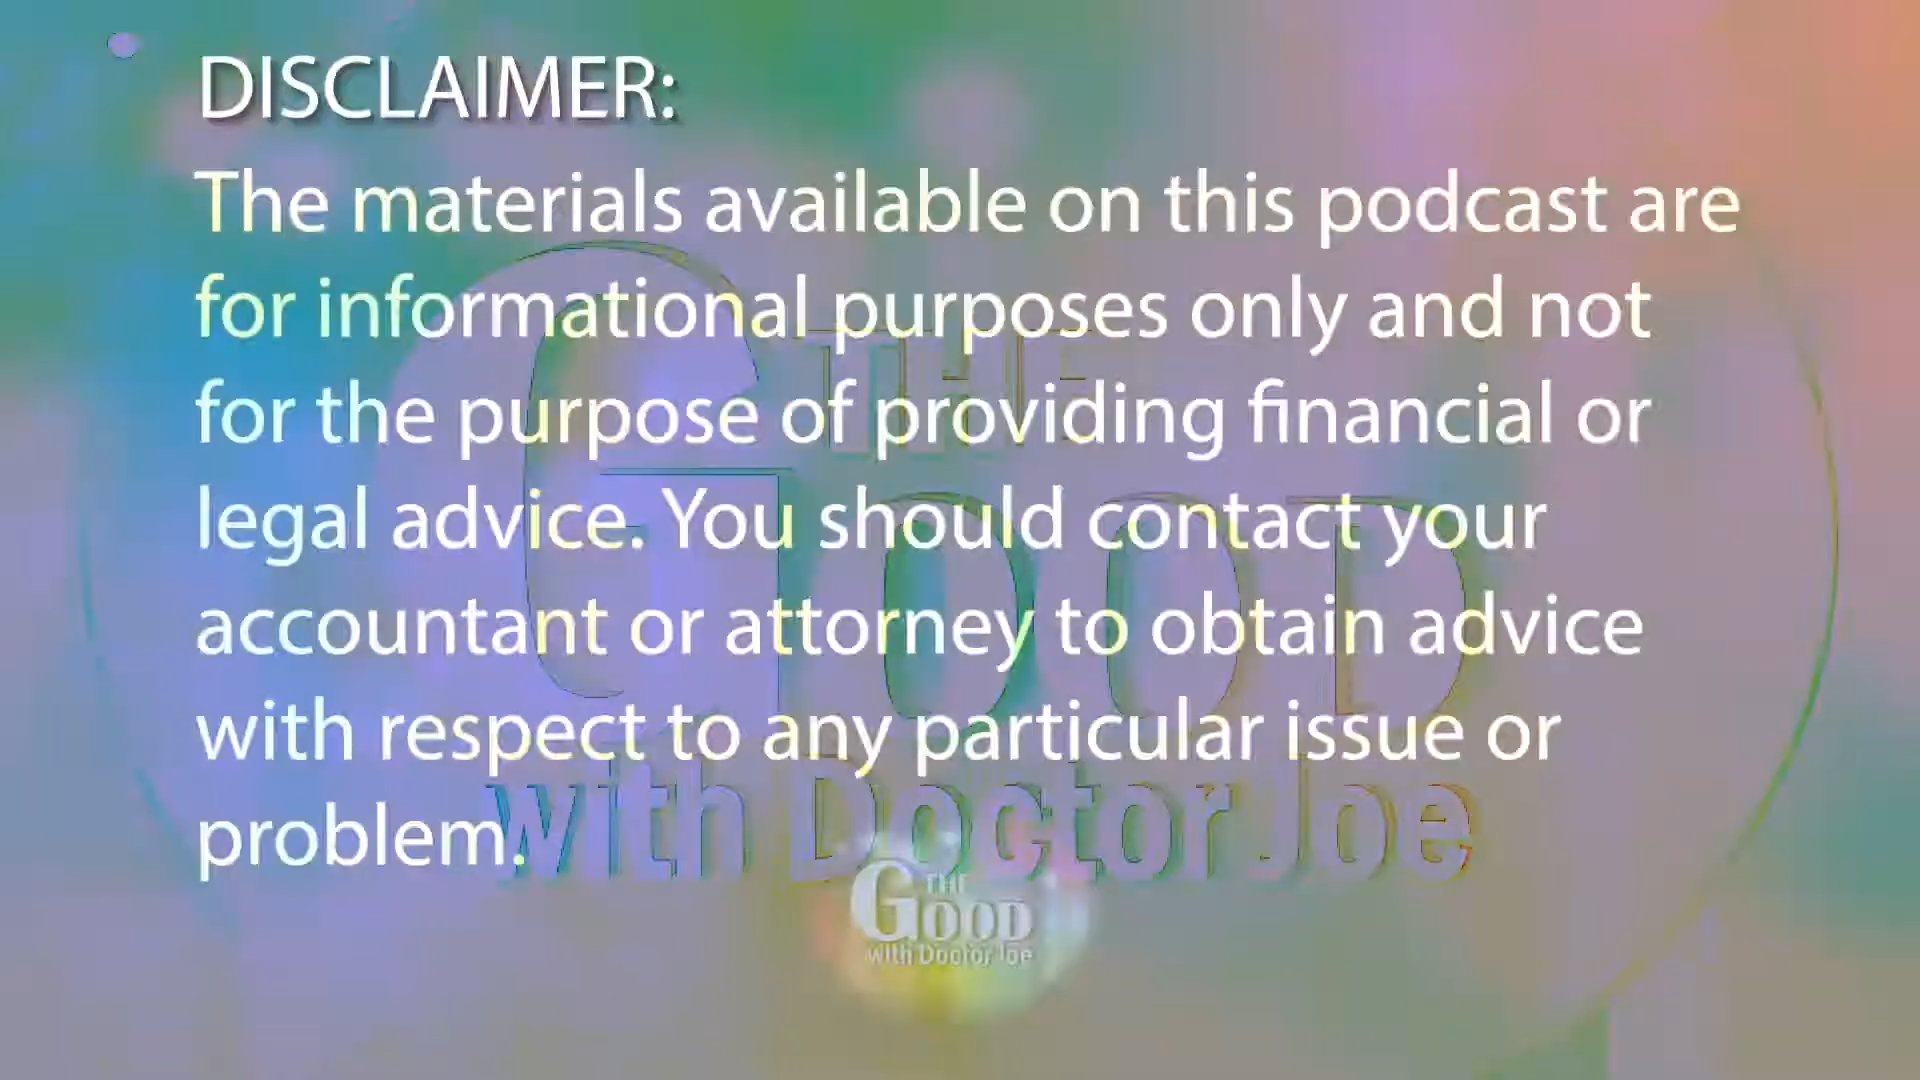 DISCLAIMER:
The materials available on this podcast are
for informational purposes only and not
for the purpose of providing financial or
legal advice. You should contact your
accountant or attorney to obtain advice
with respect to any particular issue or
problem.
THE
GOOD
with Doctor Joe
THE
GOOD
with Doctor Joe